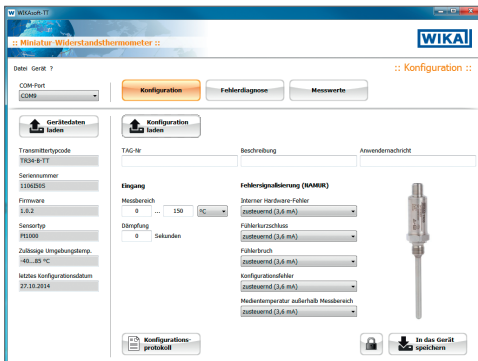 WIKAsoft-TT
:: Miniatur-Widerstandsthermometer ::
WIKAI
Datei Gerät ?
:: Konfiguration ::
COM-Port
COM9
Konfiguration
Fehlerdiagnose
Messwerte
Gerätedaten
laden
Konfiguration
laden
Transmittertypcode
TR34-B-TT
TAG-Nr
Beschreibung
Anwendernachricht
Seriennummer
1106I50S
Firmware
1.0.2
Sensortyp
Pt1000
Zulässige Umgebungstemp.
-40...85 °C
letztes Konfigurationsdatum
27.10.2014
Eingang
Messbereich
0 ... 150 °C
Dämpfung
0 Sekunden
Fehlersignalisierung (NAMUR)
Interner Hardware-Fehler
zusteuernd (3,6 mA)
Fühlerkurzschluss
zusteuernd (3,6 mA)
Fühlerbruch
zusteuernd (3,6 mA)
Konfigurationsfehler
zusteuernd (3,6 mA)
Medientemperatur außerhalb Messbereich
zusteuernd (3,6 mA)
Konfigurations-
protokoll
In das Gerät
speichern